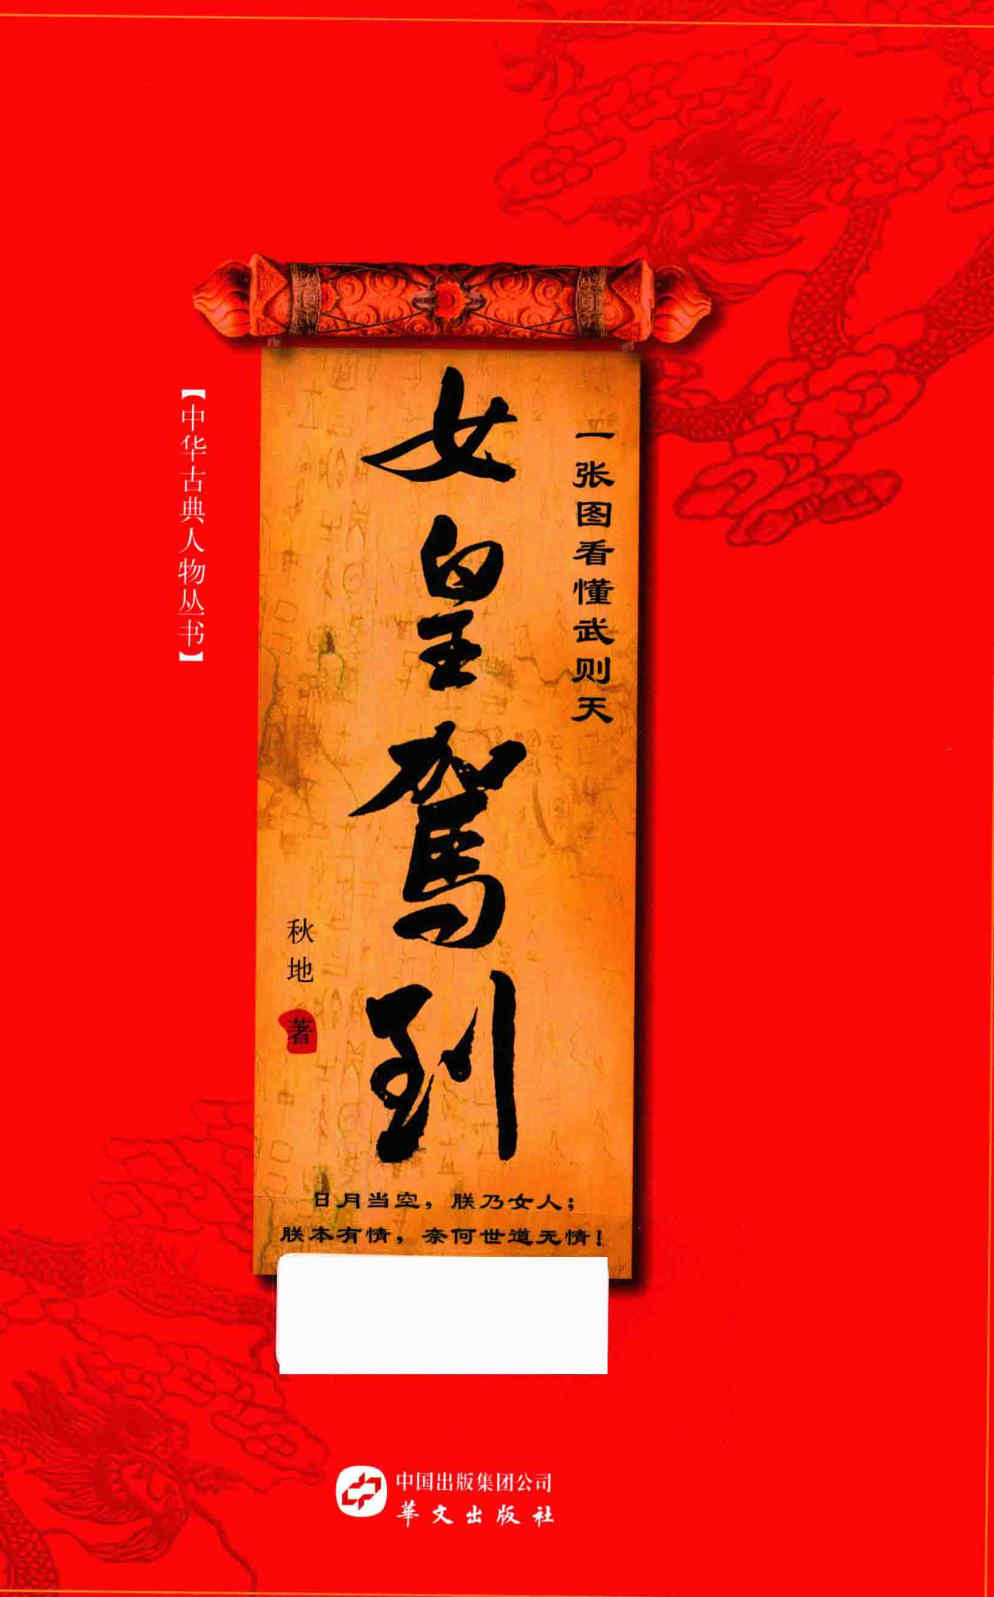 一张图看懂武则天
女皇驾到
秋地 著
【中华古典人物丛书】
日月当空，朕乃女人；
朕本有情，奈何世道无情！
中国出版集团公司
華文出版社